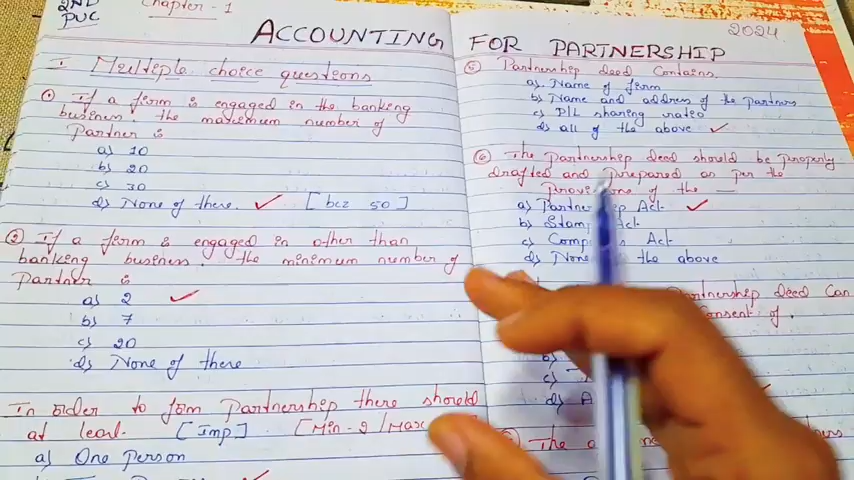 2ND
PUC
Chapter - 1
ACCOUNTING FOR PARTNERSHIP
2024
I Multiple choice questions
① If a firm is engaged in the banking
business the maximum number of
Partner is
a) 10
b) 20
c) 30
d) None of there. ✓ [bcz 50]
② If a firm is engaged in other than
banking business. the minimum number of
Partner is
a) 2 ✓
b) 7
c) 20
d) None of there
In order to form Partnership there should
at least. [Imp] [Min-2 / Max
a) One Person
⑤ Partnership deed Contains.
a) Name of firm
b) Name and address of the partners
c) P/L sharing ratio
d) all of the above ✓
⑥ The Partnership deed should be properly
drafted and prepared as per the
provisions of the —
a) Partnership Act ✓
b) Stamp Act
c) Act
d) None the above
Partnership Deed Can
Consent of.
b)
c)
d) A
The